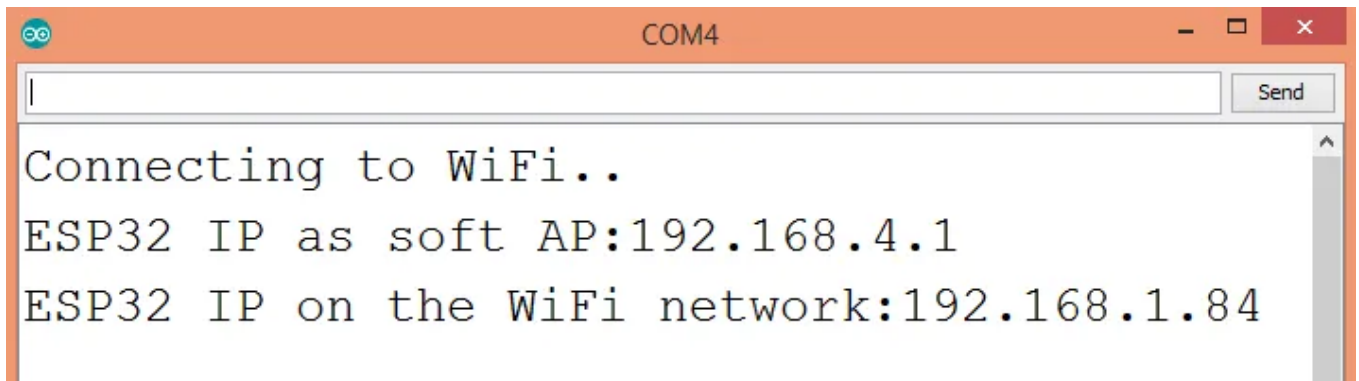 COM4
Send
Connecting to WiFi..
ESP32 IP as soft AP:192.168.4.1
ESP32 IP on the WiFi network:192.168.1.84